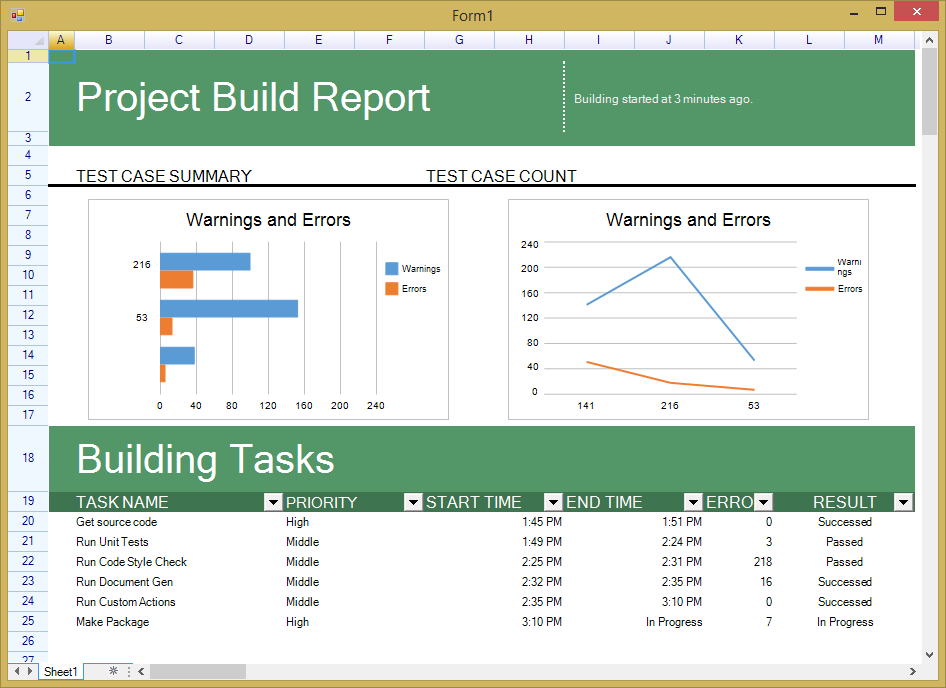 Form1
A B C D E F G H I J K L M
1
2 Project Build Report Building started at 3 minutes ago.
3
4
5 TEST CASE SUMMARY TEST CASE COUNT
6
7
8
9
10
11
12
13
14
15
16
17
Warnings and Errors
216
53
0 40 80 120 160 200 240
Warnings
Errors
Warnings and Errors
240
200
160
120
80
40
0
141 216 53
Warni
ngs
Errors
18 Building Tasks
19 TASK NAME PRIORITY START TIME END TIME ERRO RESULT
20 Get source code High 1:45 PM 1:51 PM 0 Successed
21 Run Unit Tests Middle 1:49 PM 2:24 PM 3 Passed
22 Run Code Style Check Middle 2:25 PM 2:31 PM 218 Passed
23 Run Document Gen Middle 2:32 PM 2:35 PM 16 Successed
24 Run Custom Actions Middle 2:35 PM 3:10 PM 0 Successed
25 Make Package High 3:10 PM In Progress 7 In Progress
26
27
Sheet1